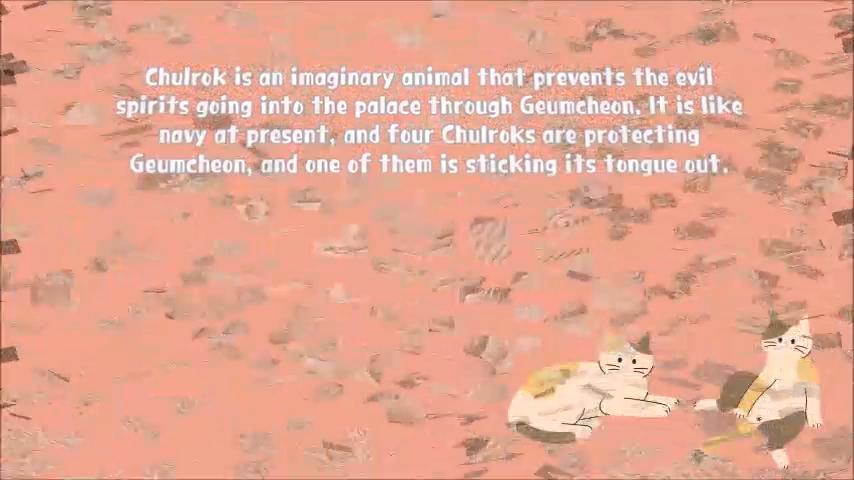 Chulrok is an imaginary animal that prevents the evil
spirits going into the palace through Geumcheon. It is like
navy at present, and four Chulroks are protecting
Geumcheon, and one of them is sticking its tongue out.